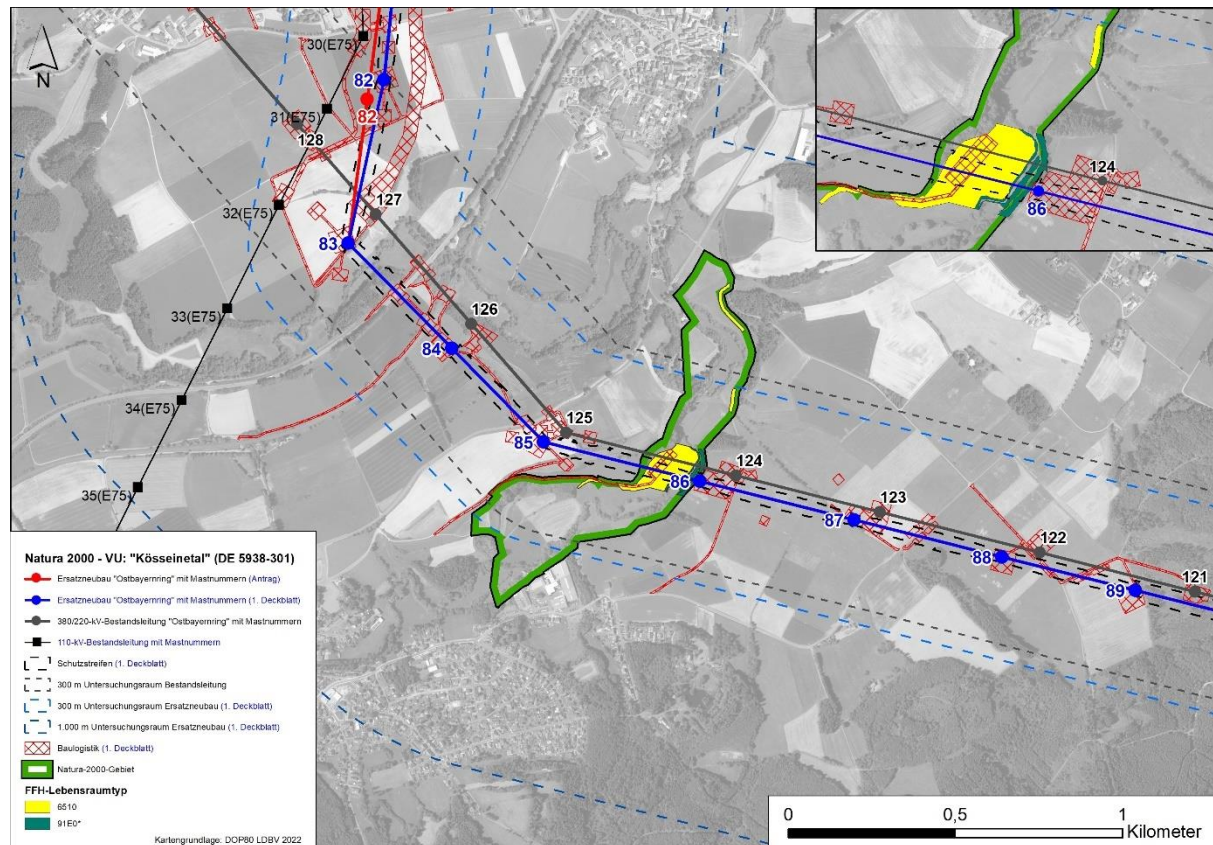 N
30(E75)
82
82
31(E75)
128
127
32(E75)
83
33(E75)
126
84
34(E75)
125
85
35(E75)
124
86
123
87
122
88
121
89
124
86
Natura 2000 - VU: "Kösseinetal" (DE 5938-301)
Ersatzneubau "Ostbayernring" mit Mastnummern (Antrag)
Ersatzneubau "Ostbayernring" mit Mastnummern (1. Deckblatt)
380/220-kV-Bestandsleitung "Ostbayernring" mit Mastnummern
110-kV-Bestandsleitung mit Mastnummern
Schutzstreifen (1. Deckblatt)
300 m Untersuchungsraum Bestandsleitung
300 m Untersuchungsraum Ersatzneubau (1. Deckblatt)
1.000 m Untersuchungsraum Ersatzneubau (1. Deckblatt)
Baulogistik (1. Deckblatt)
Natura-2000-Gebiet
FFH-Lebensraumtyp
6510
91E0*
Kartengrundlage: DOP80 LDBV 2022
0 0,5 1
Kilometer